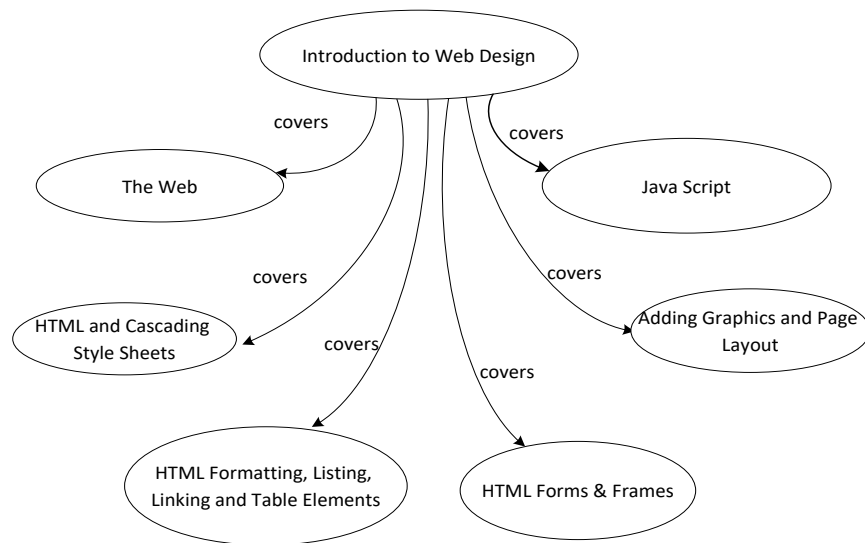 Introduction to Web Design
covers
covers
The Web
Java Script
covers
covers
HTML and Cascading
Style Sheets
Adding Graphics and Page
Layout
covers
covers
HTML Formatting, Listing,
Linking and Table Elements
HTML Forms & Frames